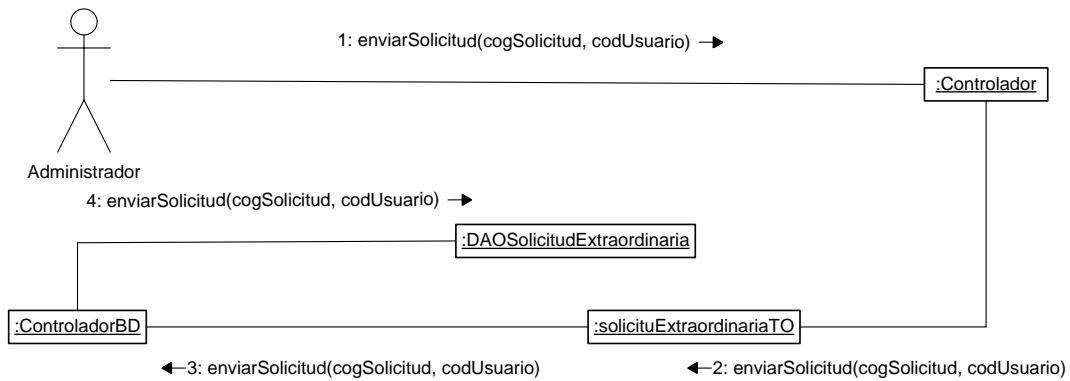 1: enviarSolicitud(cogSolicitud, codUsuario)
:Controlador
Administrador
4: enviarSolicitud(cogSolicitud, codUsuario)
:DAOSolicitudExtraordinaria
:ControladorBD
:solicituExtraordinariaTO
3: enviarSolicitud(cogSolicitud, codUsuario)
2: enviarSolicitud(cogSolicitud, codUsuario)